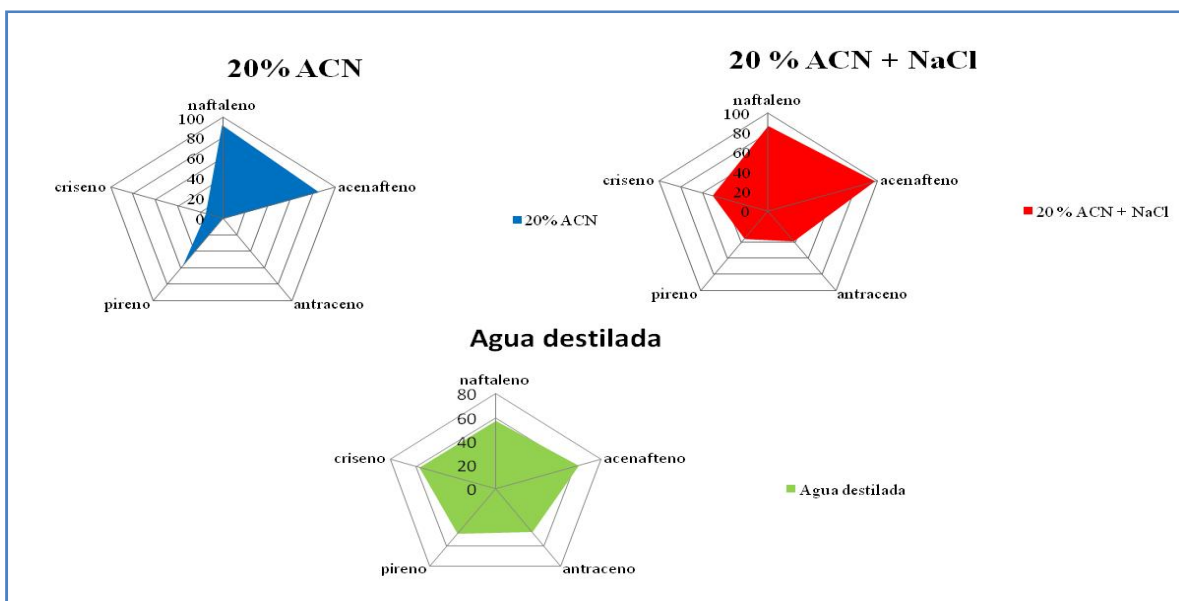 20% ACN
naftaleno
100
80
60
40
20
0
criseno
acenafteno
pireno
antraceno
20% ACN
20 % ACN + NaCl
naftaleno
100
80
60
40
20
0
criseno
acenafteno
pireno
antraceno
20 % ACN + NaCl
Agua destilada
naftaleno
80
60
40
20
0
criseno
acenafteno
pireno
antraceno
Agua destilada